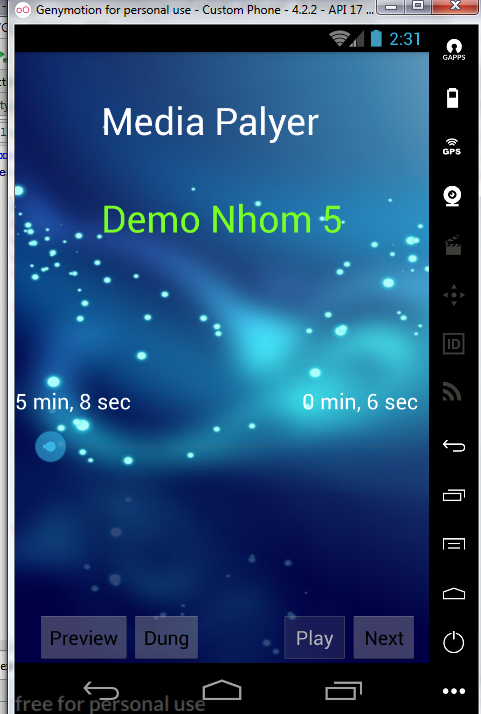 Genymotion for personal use - Custom Phone - 4.2.2 - API 17 ...
2:31
GAPPS
Media Palyer
GPS
Demo Nhom 5
ID
5 min, 8 sec
0 min, 6 sec
Preview
Dung
Play
Next
free for personal use